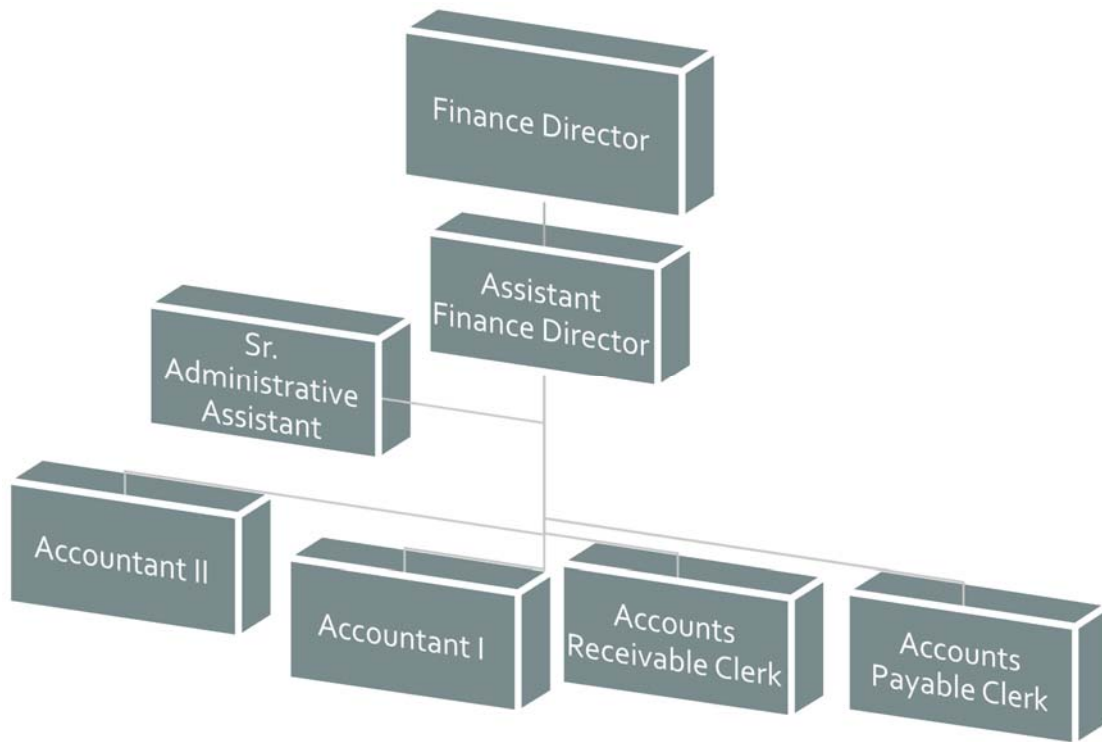 Finance Director
Assistant
Finance Director
Sr.
Administrative
Assistant
Accountant II
Accountant I
Accounts
Receivable Clerk
Accounts
Payable Clerk